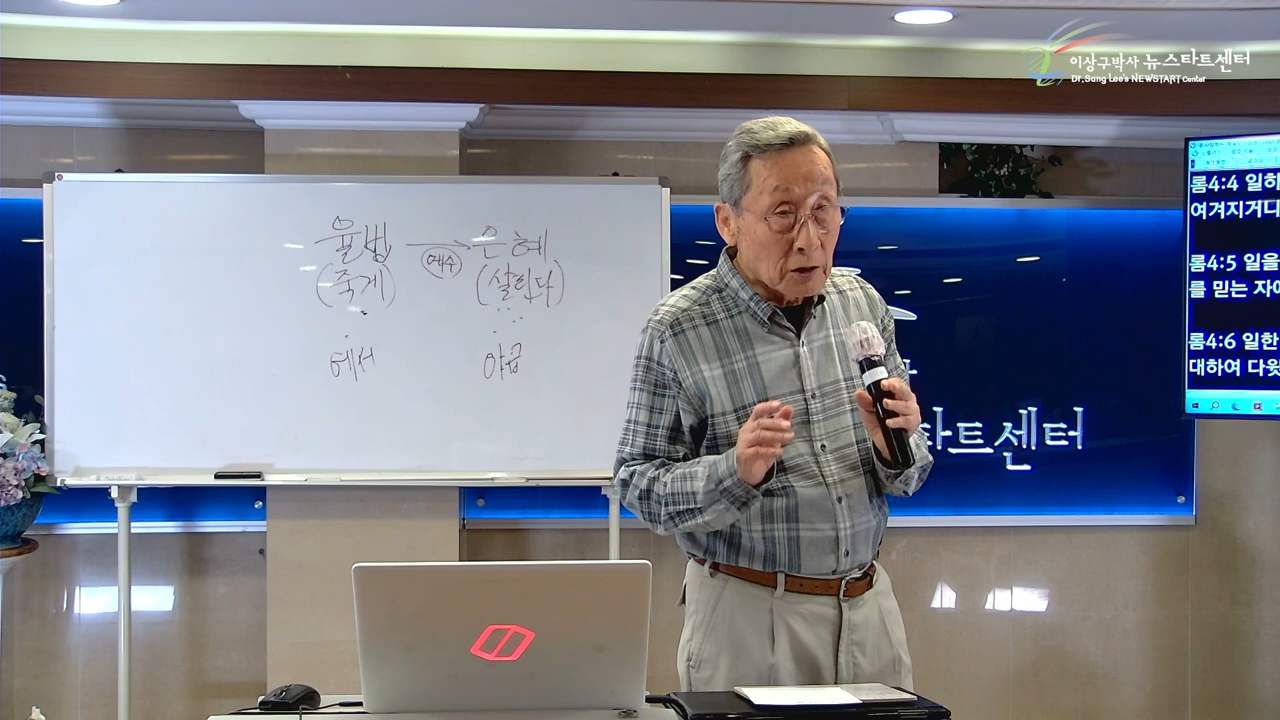 이상구박사 뉴스타트센터
Dr. Sang Lee's NEWSTART Center
율법 → 은혜
예수
(죽게) (살린다)
에서 야곱
타트센터
롬4:4 일하
여겨지거니
롬4:5 일을
를 믿는 자에
롬4:6 일한
대하여 다윗